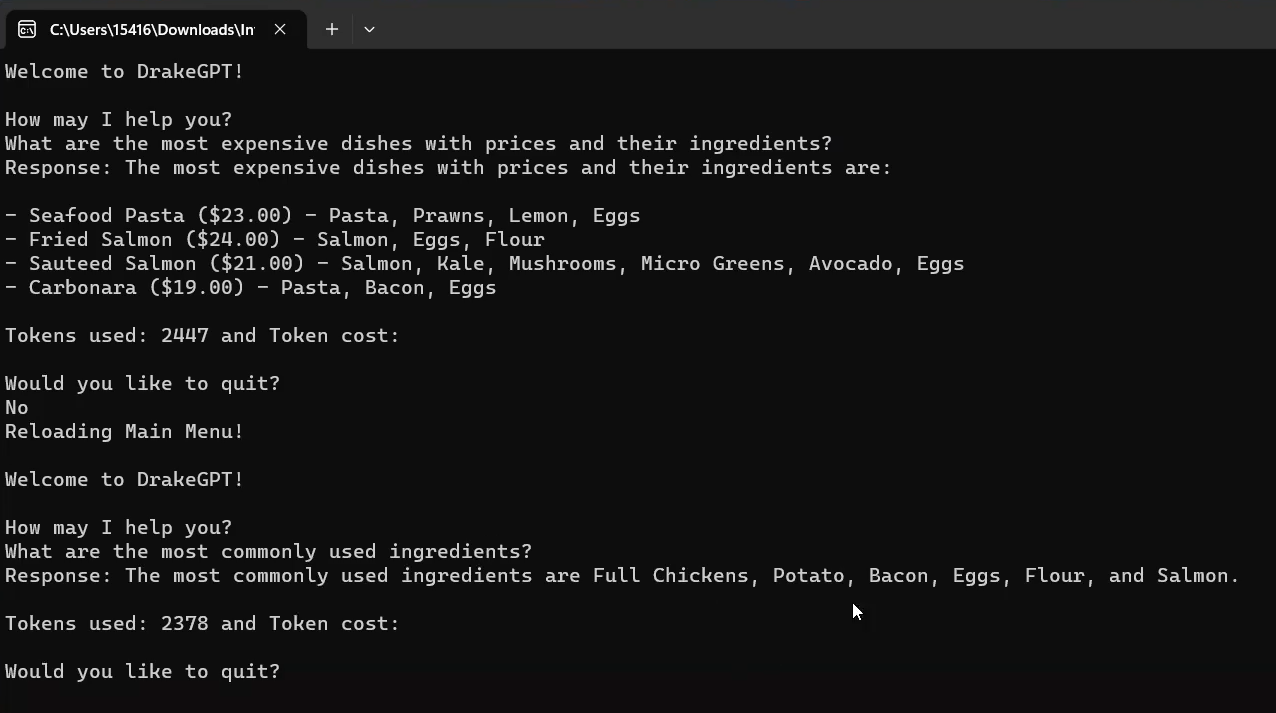 C:\Users\15416\Downloads\In
Welcome to DrakeGPT!
How may I help you?
What are the most expensive dishes with prices and their ingredients?
Response: The most expensive dishes with prices and their ingredients are:
- Seafood Pasta ($23.00) - Pasta, Prawns, Lemon, Eggs
- Fried Salmon ($24.00) - Salmon, Eggs, Flour
- Sauteed Salmon ($21.00) - Salmon, Kale, Mushrooms, Micro Greens, Avocado, Eggs
- Carbonara ($19.00) - Pasta, Bacon, Eggs
Tokens used: 2447 and Token cost:
Would you like to quit?
No
Reloading Main Menu!
Welcome to DrakeGPT!
How may I help you?
What are the most commonly used ingredients?
Response: The most commonly used ingredients are Full Chickens, Potato, Bacon, Eggs, Flour, and Salmon.
Tokens used: 2378 and Token cost:
Would you like to quit?